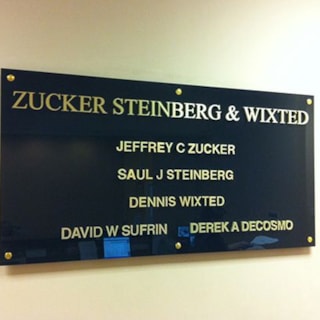 ZUCKER STEINBERG & WIXTED
JEFFREY C ZUCKER
SAUL J STEINBERG
DENNIS WIXTED
DAVID W SUFRIN DEREK A DECOSMO